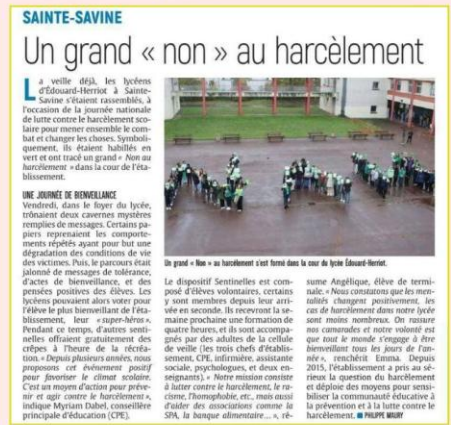 SAINTE-SAVINE
Un grand « non » au harcèlement
La veille déjà, les lycéens
d'Édouard-Herriot à Sainte-
Savine s'étaient rassemblés, à
l'occasion de la journée nationale
de lutte contre le harcèlement sco-
laire pour mener ensemble le com-
bat et changer les choses. Symboli-
quement, ils étaient habillés en
vert et ont tracé un grand « Non au
harcèlement » dans la cour de l'éta-
blissement.
UNE JOURNÉE DE BIENVEILLANCE
Vendredi, dans le foyer du lycée,
trônaient deux cavernes mystères
remplies de messages. Certains pa-
piers reprenaient les comporte-
ments répétés ayant pour but une
dégradation des conditions de vie
des victimes. Puis, le parcours était
jalonné de messages de tolérance,
d'actes de bienveillance, et des
pensées positives des élèves. Les
lycéens pouvaient alors voter pour
l'élève le plus bienveillant de l'éta-
blissement, leur « super-héros ».
Pendant ce temps, d'autres senti-
nelles offraient gratuitement des
crêpes à l'heure de la récréa-
tion. « Depuis plusieurs années, nous
proposons cet événement positif
pour favoriser le climat scolaire.
C'est un moyen d'action pour préve-
nir et agir contre le harcèlement »,
indique Myriam Dabel, conseillère
principale d'éducation (CPE).
Un grand « Non » au harcèlement s'est formé dans la cour du lycée Édouard-Herriot.
Le dispositif Sentinelles est com-
posé d'élèves volontaires, certains
y sont membres depuis leur arri-
vée en seconde. Ils recevront la se-
maine prochaine une formation de
quatre heures, et ils sont accompa-
gnés par des adultes de la cellule
de veille (les trois chefs d'établis-
sement, CPE, infirmière, assistante
sociale, psychologues, et deux en-
seignants). « Notre mission consiste
à lutter contre le harcèlement, le ra-
cisme, l'homophobie, etc., mais aussi
d'aider des associations comme la
SPA, la banque alimentaire... », ré-
sume Angélique, élève de termi-
nale. « Nous constatons que les men-
talités changent positivement, les
cas de harcèlement dans notre lycée
sont moins nombreux. On rassure
nos camarades et notre volonté est
que tout le monde s'engage à être
bienveillant tous les jours de l'an-
née », renchérit Emma. Depuis
2015, l'établissement a pris au sé-
rieux la question du harcèlement
et déploie des moyens pour sensi-
biliser la communauté éducative à
la prévention et à la lutte contre le
harcèlement. PHILIPPE MAURY